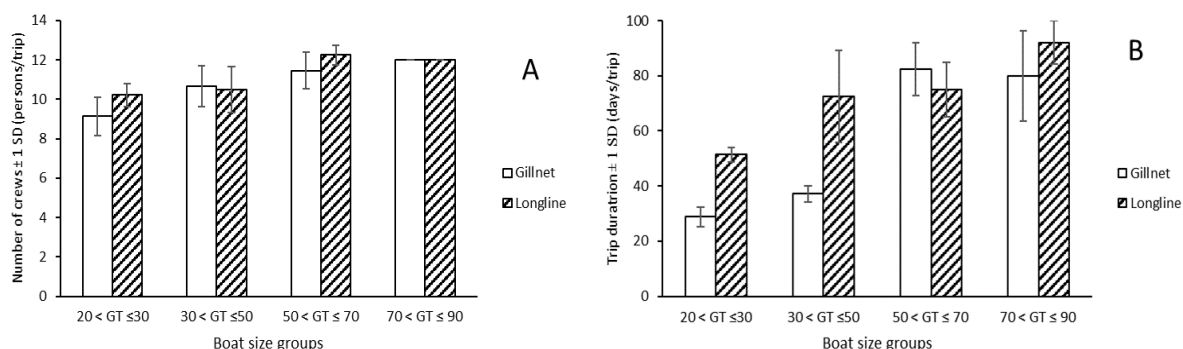 Number of crews ± 1 SD (persons/trip)
14
12
10
8
6
4
2
0
20 < GT ≤30
30 < GT ≤50
50 < GT ≤ 70
70 < GT ≤ 90
Boat size groups
A
Gillnet
Longline
Trip duratrion ± 1 SD (days/trip)
100
80
60
40
20
0
20 < GT ≤30
30 < GT ≤50
50 < GT ≤ 70
70 < GT ≤ 90
Boat size groups
B
Gillnet
Longline